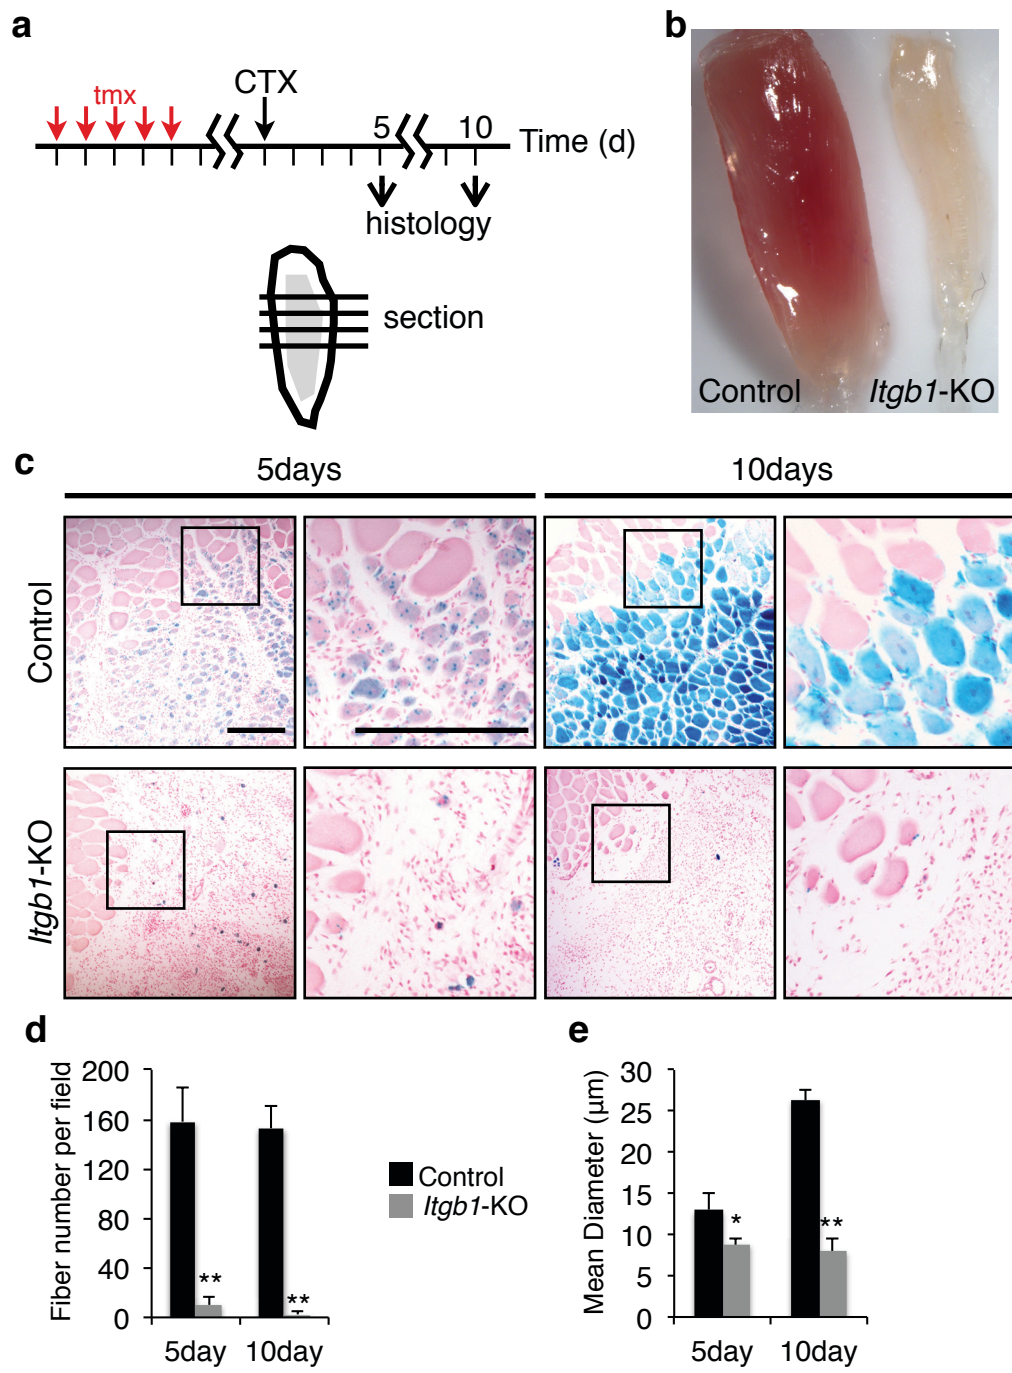 a
tmx
CTX
5
10
Time (d)
histology
section
b
Control
Itgb1-KO
c
5days
10days
Control
Itgb1-KO
d
Fiber number per field
200
160
120
80
40
0
**
**
5day
10day
Control
Itgb1-KO
e
Mean Diameter (µm)
30
25
20
15
10
5
0
*
**
5day
10day